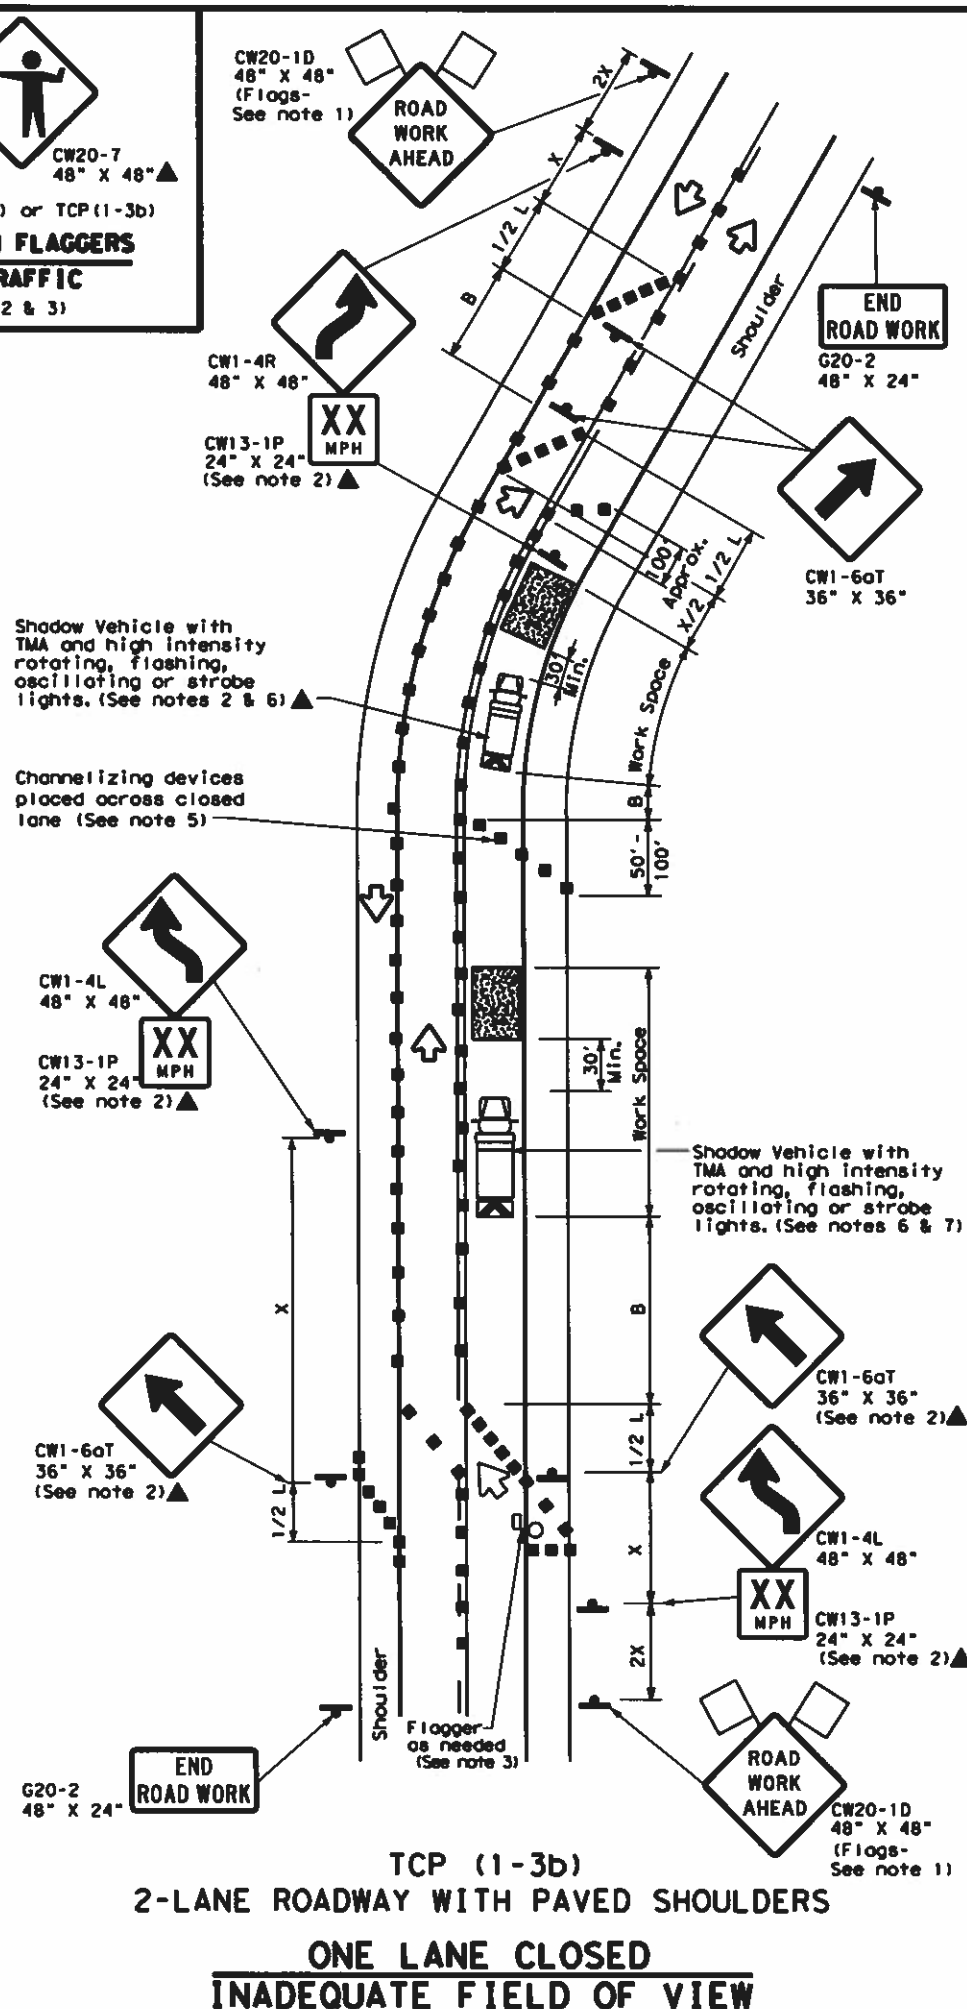 CW20-7
48" X 48"
) or TCP(1-3b)
FLAGGERS
RAFFIC
2 & 3)
CW20-1D
48" X 48"
(Flags-
See note 1)
ROAD
WORK
AHEAD
2X
X
1/2 L
B
Shoulder
END
ROAD WORK
G20-2
48" X 24"
CW1-4R
48" X 48"
XX
MPH
CW13-1P
24" X 24"
(See note 2)
CW1-6aT
36" X 36"
100'
Approx.
1/2 L
X/2
Shadow Vehicle with
TMA and high intensity
rotating, flashing,
oscillating or strobe
lights. (See notes 2 & 6)
30'
Min.
Work Space
B
Channelizing devices
placed across closed
lane (See note 5)
50'-
100'
CW1-4L
48" X 48"
XX
MPH
CW13-1P
24" X 24"
(See note 2)
30'
Min.
Work Space
Shadow Vehicle with
TMA and high intensity
rotating, flashing,
oscillating or strobe
lights. (See notes 6 & 7)
X
B
CW1-6aT
36" X 36"
(See note 2)
1/2 L
CW1-6aT
36" X 36"
(See note 2)
1/2 L
X
CW1-4L
48" X 48"
XX
MPH
CW13-1P
24" X 24"
(See note 2)
2X
Shoulder
Flagger
as needed
(See note 3)
END
ROAD WORK
G20-2
48" X 24"
ROAD
WORK
AHEAD
CW20-1D
48" X 48"
(Flags-
See note 1)
TCP (1-3b)
2-LANE ROADWAY WITH PAVED SHOULDERS
ONE LANE CLOSED
INADEQUATE FIELD OF VIEW